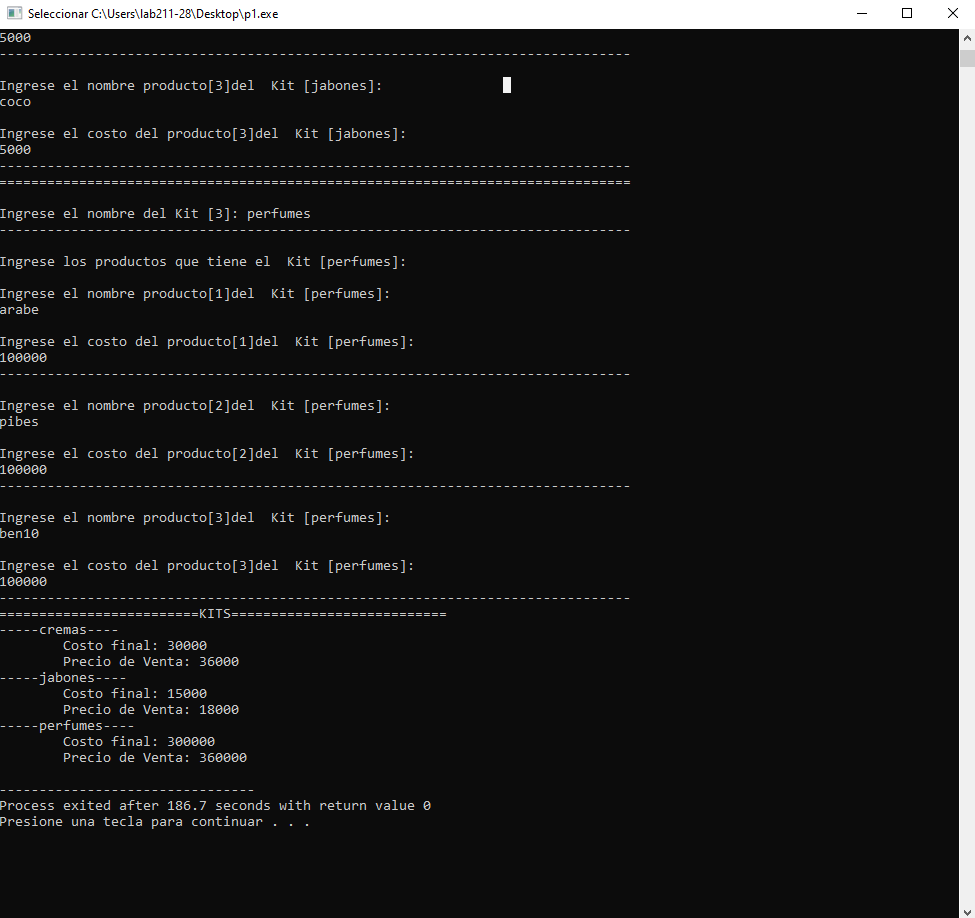 Seleccionar C:\Users\lab211-28\Desktop\p1.exe
5000
-------------------------------------------------------------------------------
Ingrese el nombre producto[3]del  Kit [jabones]:
coco
Ingrese el costo del producto[3]del  Kit [jabones]:
5000
-------------------------------------------------------------------------------
===============================================================================
Ingrese el nombre del Kit [3]: perfumes
-------------------------------------------------------------------------------
Ingrese los productos que tiene el  Kit [perfumes]:
Ingrese el nombre producto[1]del  Kit [perfumes]:
arabe
Ingrese el costo del producto[1]del  Kit [perfumes]:
100000
-------------------------------------------------------------------------------
Ingrese el nombre producto[2]del  Kit [perfumes]:
pibes
Ingrese el costo del producto[2]del  Kit [perfumes]:
100000
-------------------------------------------------------------------------------
Ingrese el nombre producto[3]del  Kit [perfumes]:
ben10
Ingrese el costo del producto[3]del  Kit [perfumes]:
100000
-------------------------------------------------------------------------------
=========================KITS===========================
-----cremas----
        Costo final: 30000
        Precio de Venta: 36000
-----jabones----
        Costo final: 15000
        Precio de Venta: 18000
-----perfumes----
        Costo final: 300000
        Precio de Venta: 360000
--------------------------------
Process exited after 186.7 seconds with return value 0
Presione una tecla para continuar . . .